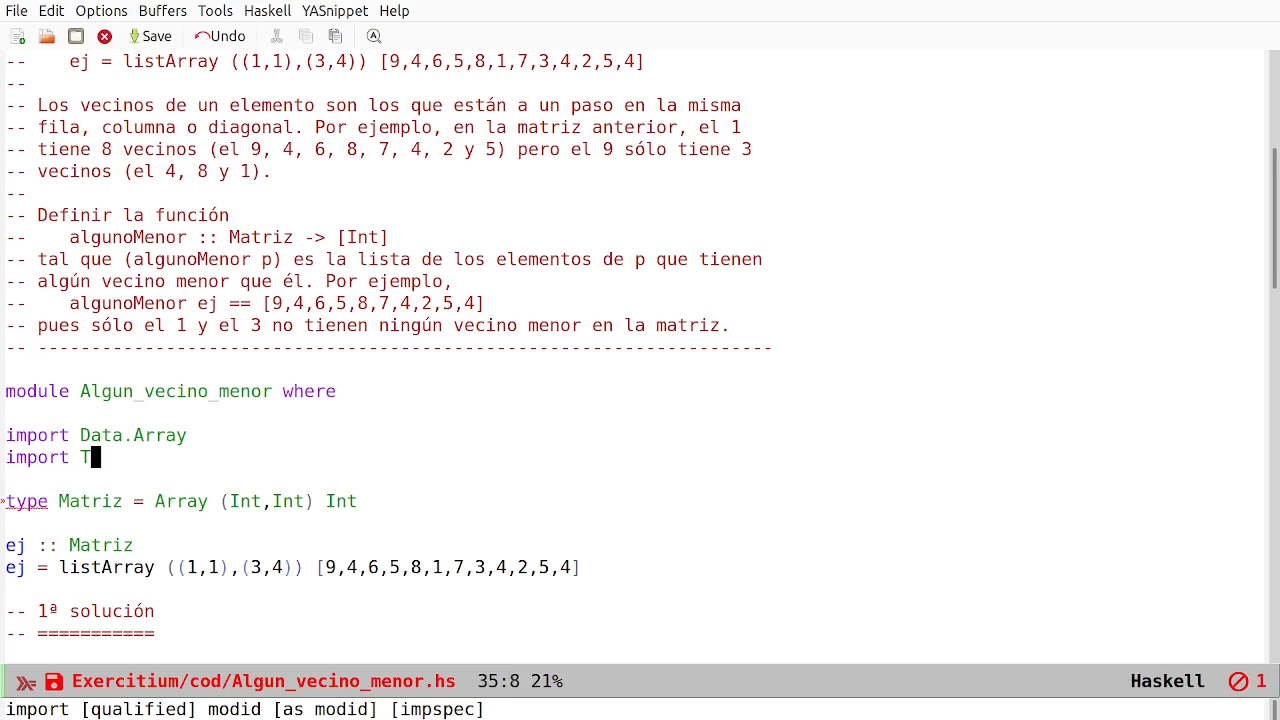 File Edit Options Buffers Tools Haskell YASnippet Help
Save Undo
--    ej = listArray ((1,1),(3,4)) [9,4,6,5,8,1,7,3,4,2,5,4]
--
-- Los vecinos de un elemento son los que están a un paso en la misma
-- fila, columna o diagonal. Por ejemplo, en la matriz anterior, el 1
-- tiene 8 vecinos (el 9, 4, 6, 8, 7, 4, 2 y 5) pero el 9 sólo tiene 3
-- vecinos (el 4, 8 y 1).
--
-- Definir la función
--    algunoMenor :: Matriz -> [Int]
-- tal que (algunoMenor p) es la lista de los elementos de p que tienen
-- algún vecino menor que él. Por ejemplo,
--    algunoMenor ej == [9,4,6,5,8,7,4,2,5,4]
-- pues sólo el 1 y el 3 no tienen ningún vecino menor en la matriz.
-- ---------------------------------------------------------------------
module Algun_vecino_menor where
import Data.Array
import T
type Matriz = Array (Int,Int) Int
ej :: Matriz
ej = listArray ((1,1),(3,4)) [9,4,6,5,8,1,7,3,4,2,5,4]
-- 1ª solución
-- ===========
Exercitium/cod/Algun_vecino_menor.hs 35:8 21% Haskell 1
import [qualified] modid [as modid] [impspec]